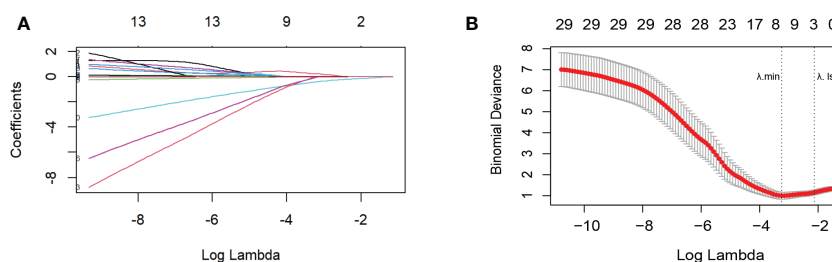 A
13 13 9 2
2
0
-4
-8
Coefficients
-8 -6 -4 -2
Log Lambda
B
29 29 29 29 28 28 23 17 8 9 3
8
7
6
5
4
3
2
1
Binomial Deviance
λ.min
λ.
−10 −8 −6 −4 −2
Log Lambda